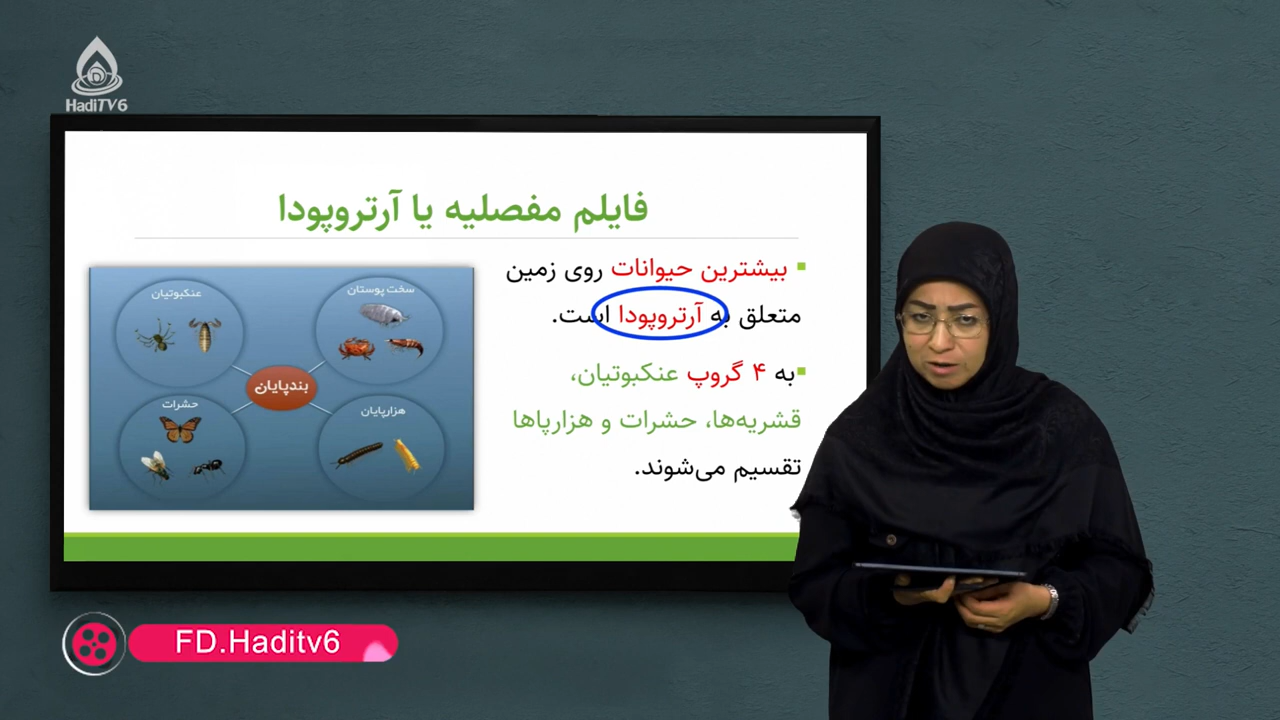 HadiTV6
فایلم مفصلیه یا آرتروپودا
بیشترین حیوانات روی زمین
متعلق به آرتروپودا است.
به ۴ گروپ عنکبوتیان،
قشریه‌ها، حشرات و هزارپاها
تقسیم می‌شوند.
سخت پوستان
عنکبوتیان
بندپایان
هزارپایان
حشرات
FD.Haditv6